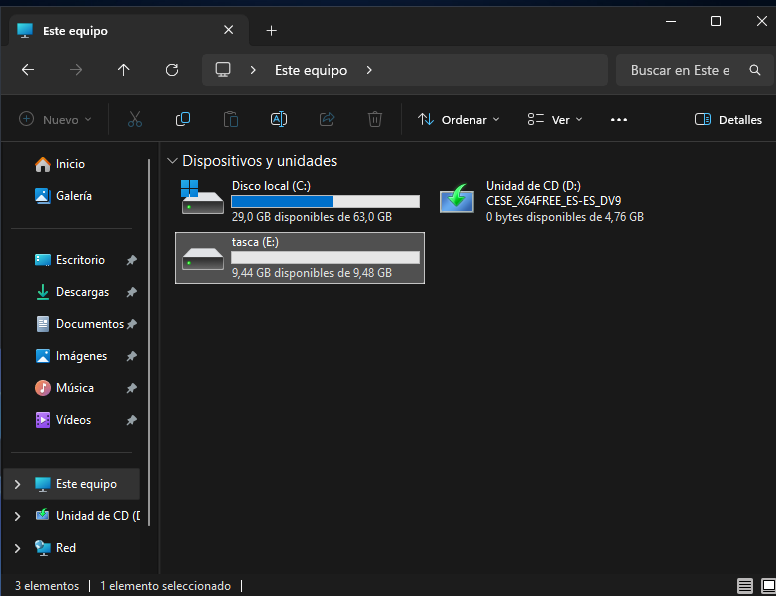 Este equipo
Este equipo
Buscar en Este e
Nuevo
Ordenar
Ver
Detalles
Inicio
Galería
Escritorio
Descargas
Documentos
Imágenes
Música
Vídeos
Este equipo
Unidad de CD (D
Red
Dispositivos y unidades
Disco local (C:)
29,0 GB disponibles de 63,0 GB
Unidad de CD (D:)
CESE_X64FREE_ES-ES_DV9
0 bytes disponibles de 4,76 GB
tasca (E:)
9,44 GB disponibles de 9,48 GB
3 elementos
1 elemento seleccionado